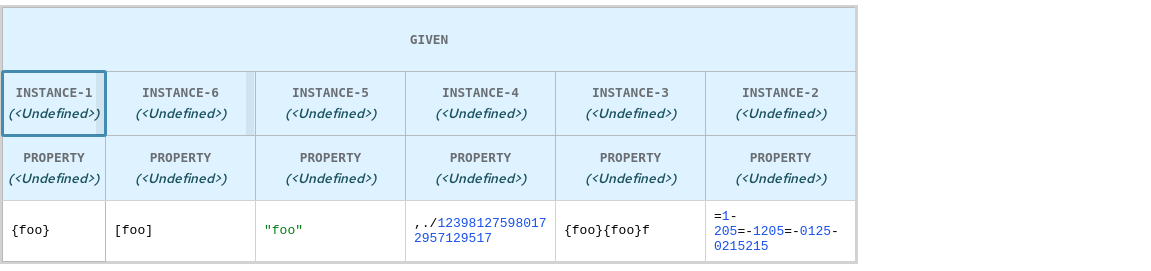 GIVEN
INSTANCE-1 INSTANCE-6 INSTANCE-5 INSTANCE-4 INSTANCE-3 INSTANCE-2
(<Undefined>) (<Undefined>) (<Undefined>) (<Undefined>) (<Undefined>) (<Undefined>)
PROPERTY PROPERTY PROPERTY PROPERTY PROPERTY PROPERTY
(<Undefined>) (<Undefined>) (<Undefined>) (<Undefined>) (<Undefined>) (<Undefined>)
{foo}
[foo]
"foo"
,./12398127598017
2957129517
{foo}{foo}f
=1-
205=-1205=-0125-
0215215